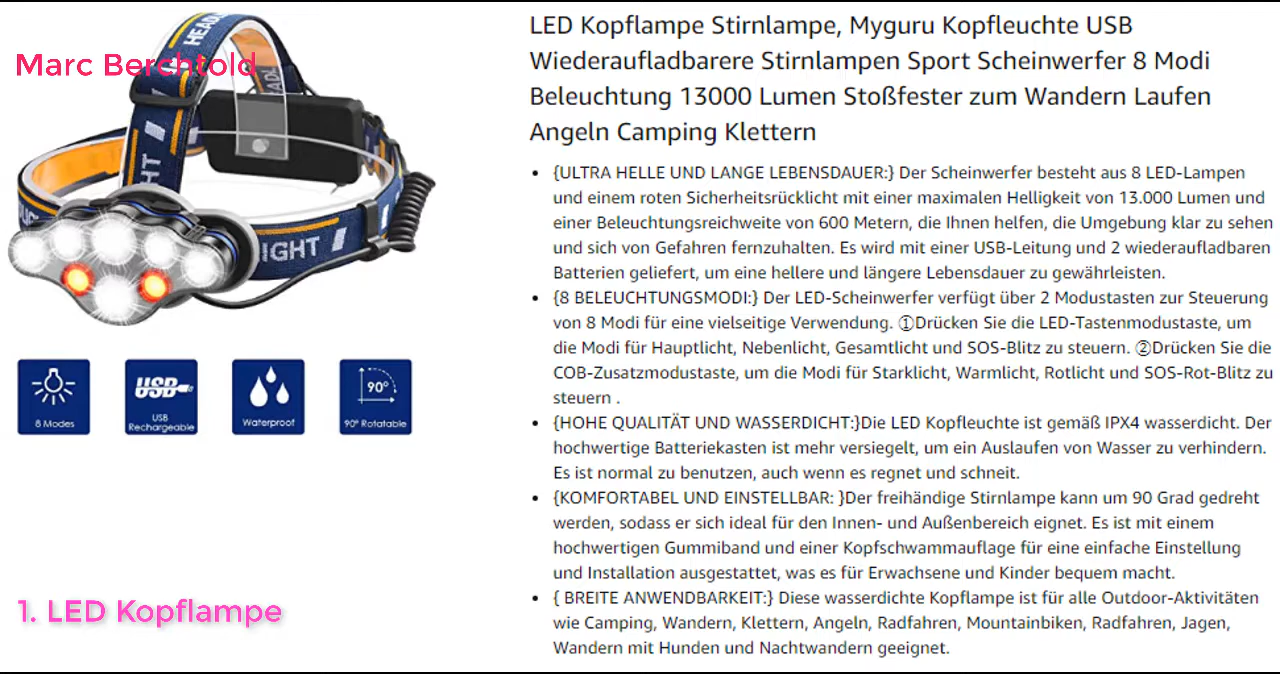 Marc Berchtold
HEADLIGHT
LIGHT
8 Modes
USB
USB
Rechargeable
Waterproof
90°
90° Rotatable
1. LED Kopflampe
LED Kopflampe Stirnlampe, Myguru Kopfleuchte USB
Wiederaufladbarere Stirnlampen Sport Scheinwerfer 8 Modi
Beleuchtung 13000 Lumen Stoßfester zum Wandern Laufen
Angeln Camping Klettern
• {ULTRA HELLE UND LANGE LEBENSDAUER:} Der Scheinwerfer besteht aus 8 LED-Lampen
und einem roten Sicherheitsrücklicht mit einer maximalen Helligkeit von 13.000 Lumen und
einer Beleuchtungsreichweite von 600 Metern, die Ihnen helfen, die Umgebung klar zu sehen
und sich von Gefahren fernzuhalten. Es wird mit einer USB-Leitung und 2 wiederaufladbaren
Batterien geliefert, um eine hellere und längere Lebensdauer zu gewährleisten.
• {8 BELEUCHTUNGSMODI:} Der LED-Scheinwerfer verfügt über 2 Modustasten zur Steuerung
von 8 Modi für eine vielseitige Verwendung. ①Drücken Sie die LED-Tastenmodustaste, um
die Modi für Hauptlicht, Nebenlicht, Gesamtlicht und SOS-Blitz zu steuern. ②Drücken Sie die
COB-Zusatzmodustaste, um die Modi für Starklicht, Warmlicht, Rotlicht und SOS-Rot-Blitz zu
steuern .
• {HOHE QUALITÄT UND WASSERDICHT:}Die LED Kopfleuchte ist gemäß IPX4 wasserdicht. Der
hochwertige Batteriekasten ist mehr versiegelt, um ein Auslaufen von Wasser zu verhindern.
Es ist normal zu benutzen, auch wenn es regnet und schneit.
• {KOMFORTABEL UND EINSTELLBAR: }Der freihändige Stirnlampe kann um 90 Grad gedreht
werden, sodass er sich ideal für den Innen- und Außenbereich eignet. Es ist mit einem
hochwertigen Gummiband und einer Kopfschwammauflage für eine einfache Einstellung
und Installation ausgestattet, was es für Erwachsene und Kinder bequem macht.
• { BREITE ANWENDBARKEIT:} Diese wasserdichte Kopflampe ist für alle Outdoor-Aktivitäten
wie Camping, Wandern, Klettern, Angeln, Radfahren, Mountainbiken, Radfahren, Jagen,
Wandern mit Hunden und Nachtwandern geeignet.